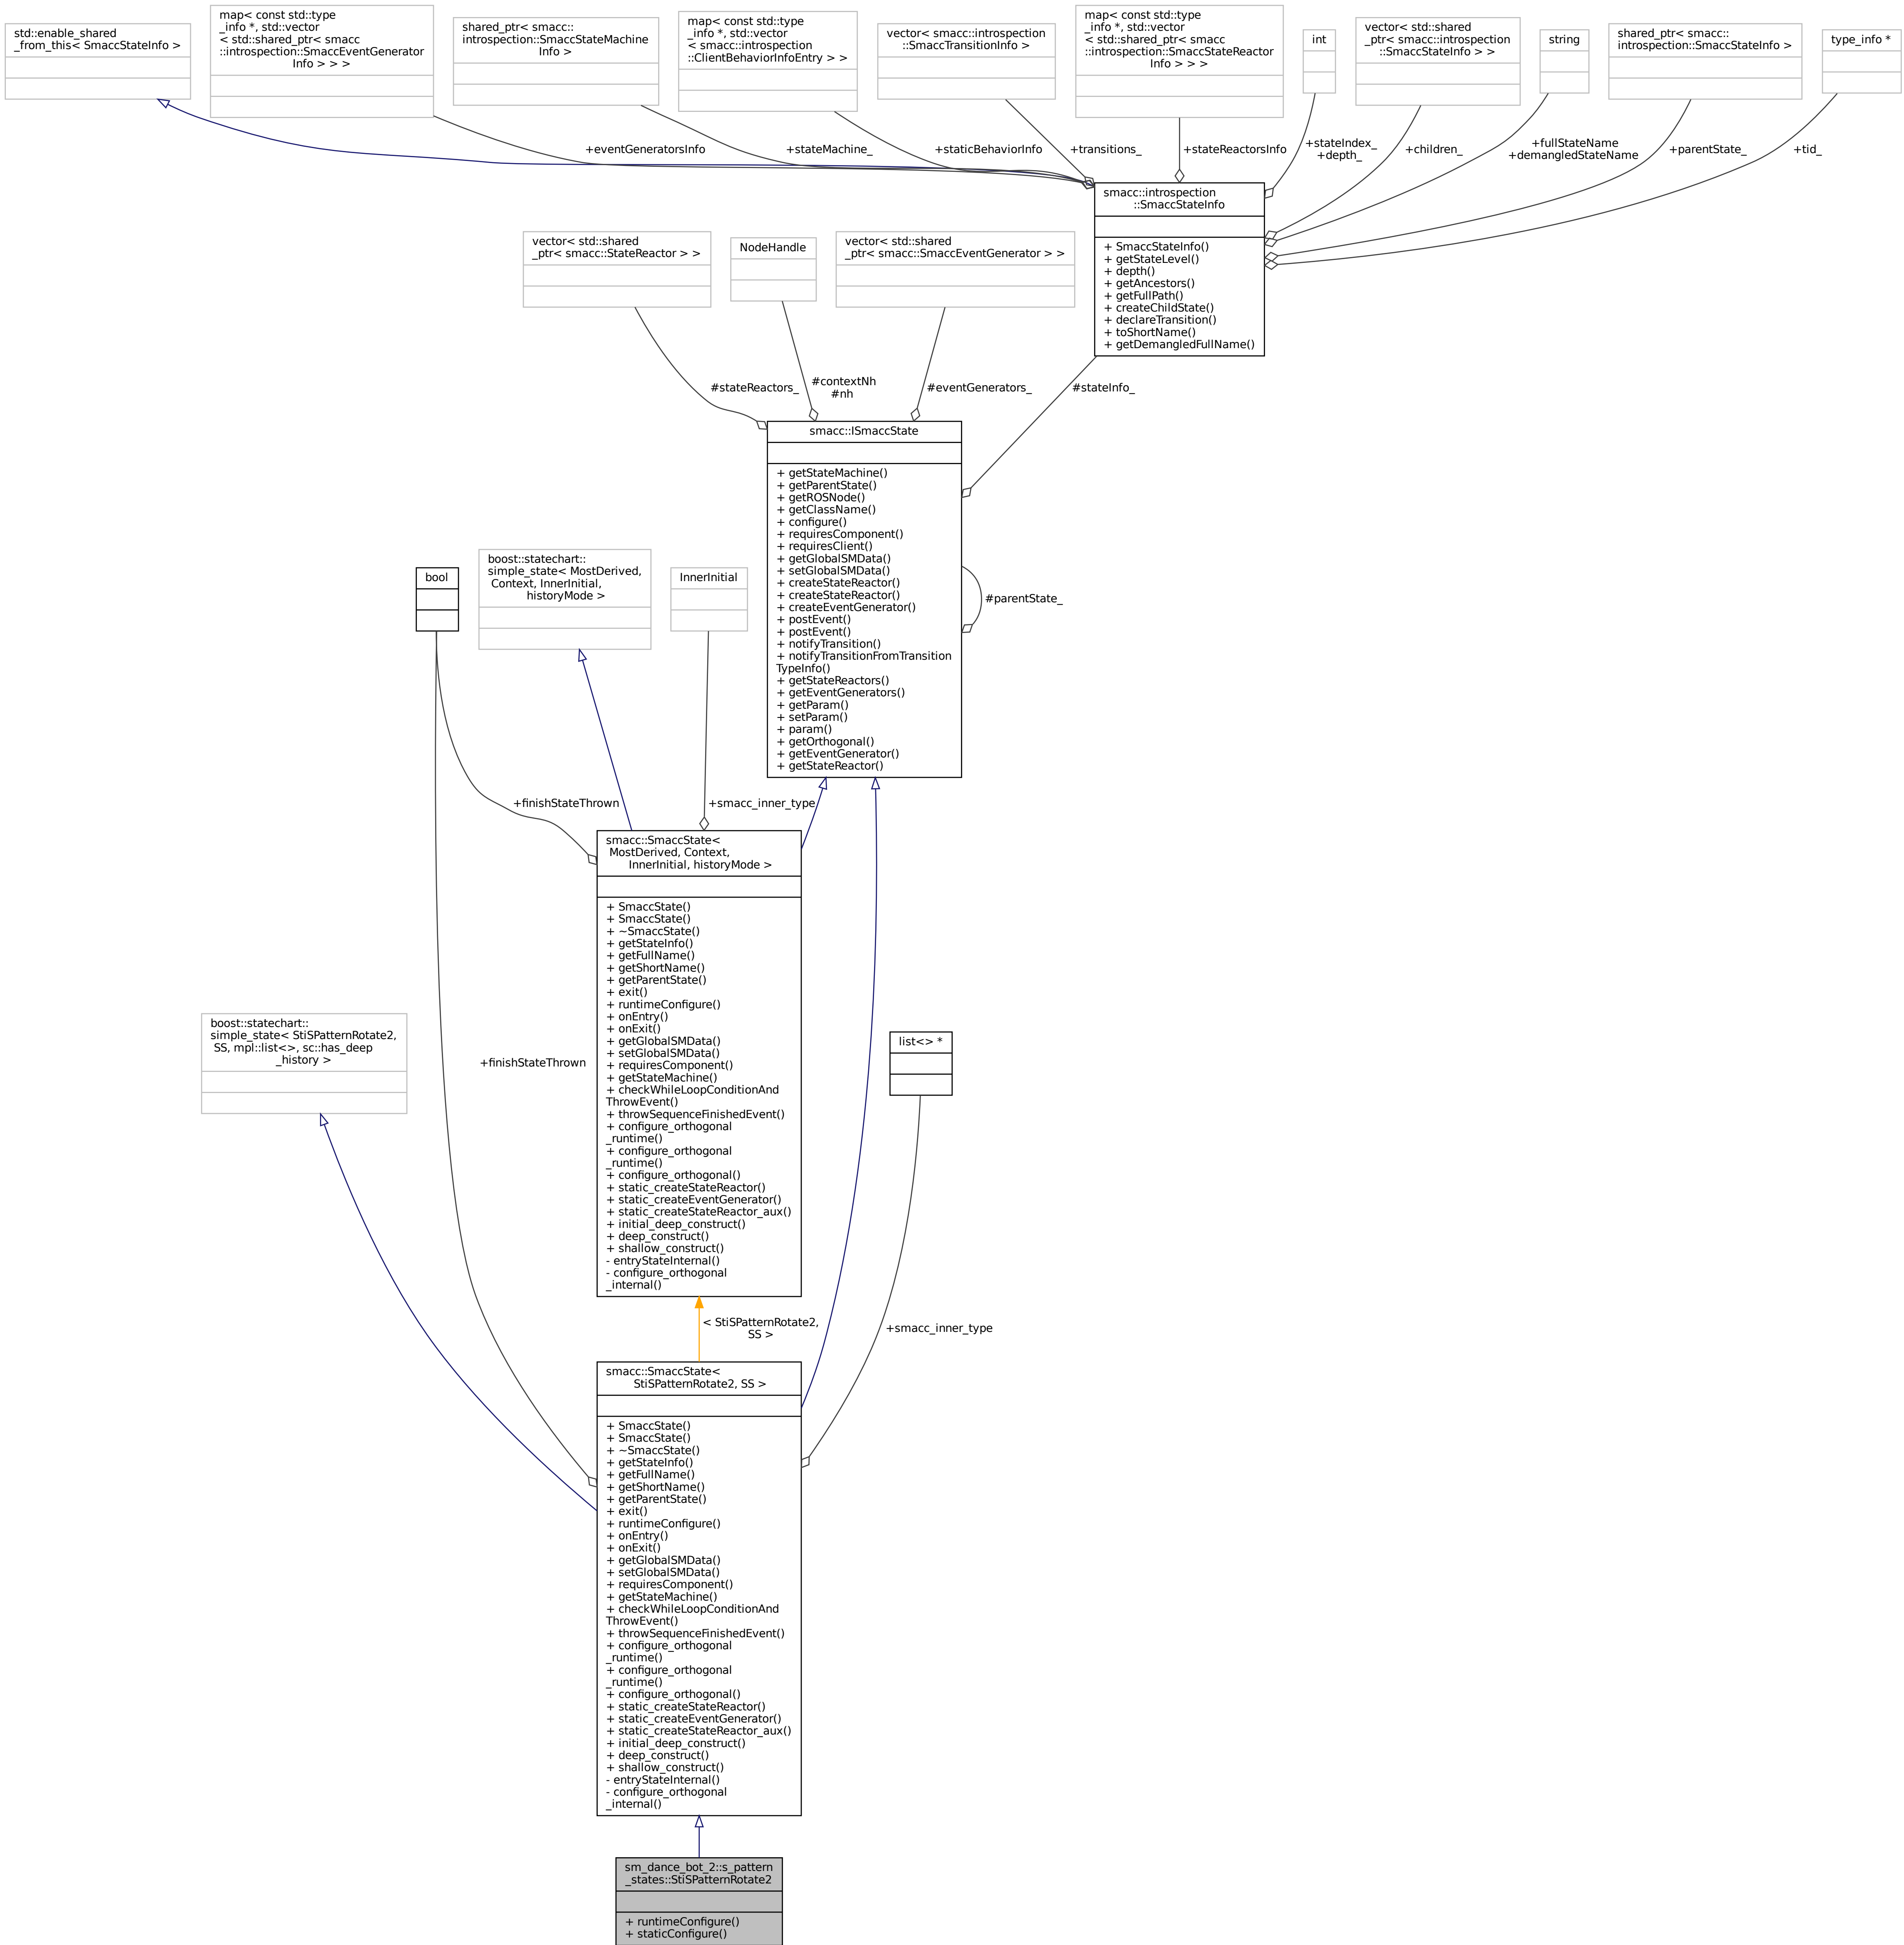 std::enable_shared
_from_this< SmaccStateInfo >
map< const std::type
_info *, std::vector
< std::shared_ptr< smacc
::introspection::SmaccEventGenerator
Info > > >
shared_ptr< smacc::
introspection::SmaccStateMachine
Info >
map< const std::type
_info *, std::vector
< smacc::introspection
::ClientBehaviorInfoEntry > >
vector< smacc::introspection
::SmaccTransitionInfo >
map< const std::type
_info *, std::vector
< std::shared_ptr< smacc
::introspection::SmaccStateReactor
Info > > >
int
vector< std::shared
_ptr< smacc::introspection
::SmaccStateInfo > >
string
shared_ptr< smacc::
introspection::SmaccStateInfo >
type_info *
+eventGeneratorsInfo
+stateMachine_
+staticBehaviorInfo
+transitions_
+stateReactorsInfo
+stateIndex_
+depth_
+children_
+fullStateName
+demangledStateName
+parentState_
+tid_
smacc::introspection
::SmaccStateInfo
+ SmaccStateInfo()
+ getStateLevel()
+ depth()
+ getAncestors()
+ getFullPath()
+ createChildState()
+ declareTransition()
+ toShortName()
+ getDemangledFullName()
vector< std::shared
_ptr< smacc::StateReactor > >
NodeHandle
vector< std::shared
_ptr< smacc::SmaccEventGenerator > >
#stateReactors_
#contextNh
#nh
#eventGenerators_
#stateInfo_
smacc::ISmaccState
+ getStateMachine()
+ getParentState()
+ getROSNode()
+ getClassName()
+ configure()
+ requiresComponent()
+ requiresClient()
+ getGlobalSMData()
+ setGlobalSMData()
+ createStateReactor()
+ createStateReactor()
+ createEventGenerator()
+ postEvent()
+ postEvent()
+ notifyTransition()
+ notifyTransitionFromTransition
TypeInfo()
+ getStateReactors()
+ getEventGenerators()
+ getParam()
+ setParam()
+ param()
+ getOrthogonal()
+ getEventGenerator()
+ getStateReactor()
#parentState_
bool
boost::statechart::
simple_state< MostDerived,
Context, InnerInitial,
historyMode >
InnerInitial
+finishStateThrown
+smacc_inner_type
smacc::SmaccState<
MostDerived, Context,
InnerInitial, historyMode >
+ SmaccState()
+ SmaccState()
+ ~SmaccState()
+ getStateInfo()
+ getFullName()
+ getShortName()
+ getParentState()
+ exit()
+ runtimeConfigure()
+ onEntry()
+ onExit()
+ getGlobalSMData()
+ setGlobalSMData()
+ requiresComponent()
+ getStateMachine()
+ checkWhileLoopConditionAnd
ThrowEvent()
+ throwSequenceFinishedEvent()
+ configure_orthogonal
_runtime()
+ configure_orthogonal
_runtime()
+ configure_orthogonal()
+ static_createStateReactor()
+ static_createEventGenerator()
+ static_createStateReactor_aux()
+ initial_deep_construct()
+ deep_construct()
+ shallow_construct()
- entryStateInternal()
- configure_orthogonal
_internal()
boost::statechart::
simple_state< StiSPatternRotate2,
SS, mpl::list<>, sc::has_deep
_history >
+finishStateThrown
list<> *
< StiSPatternRotate2,
SS >
+smacc_inner_type
smacc::SmaccState<
StiSPatternRotate2, SS >
+ SmaccState()
+ SmaccState()
+ ~SmaccState()
+ getStateInfo()
+ getFullName()
+ getShortName()
+ getParentState()
+ exit()
+ runtimeConfigure()
+ onEntry()
+ onExit()
+ getGlobalSMData()
+ setGlobalSMData()
+ requiresComponent()
+ getStateMachine()
+ checkWhileLoopConditionAnd
ThrowEvent()
+ throwSequenceFinishedEvent()
+ configure_orthogonal
_runtime()
+ configure_orthogonal
_runtime()
+ configure_orthogonal()
+ static_createStateReactor()
+ static_createEventGenerator()
+ static_createStateReactor_aux()
+ initial_deep_construct()
+ deep_construct()
+ shallow_construct()
- entryStateInternal()
- configure_orthogonal
_internal()
sm_dance_bot_2::s_pattern
_states::StiSPatternRotate2
+ runtimeConfigure()
+ staticConfigure()